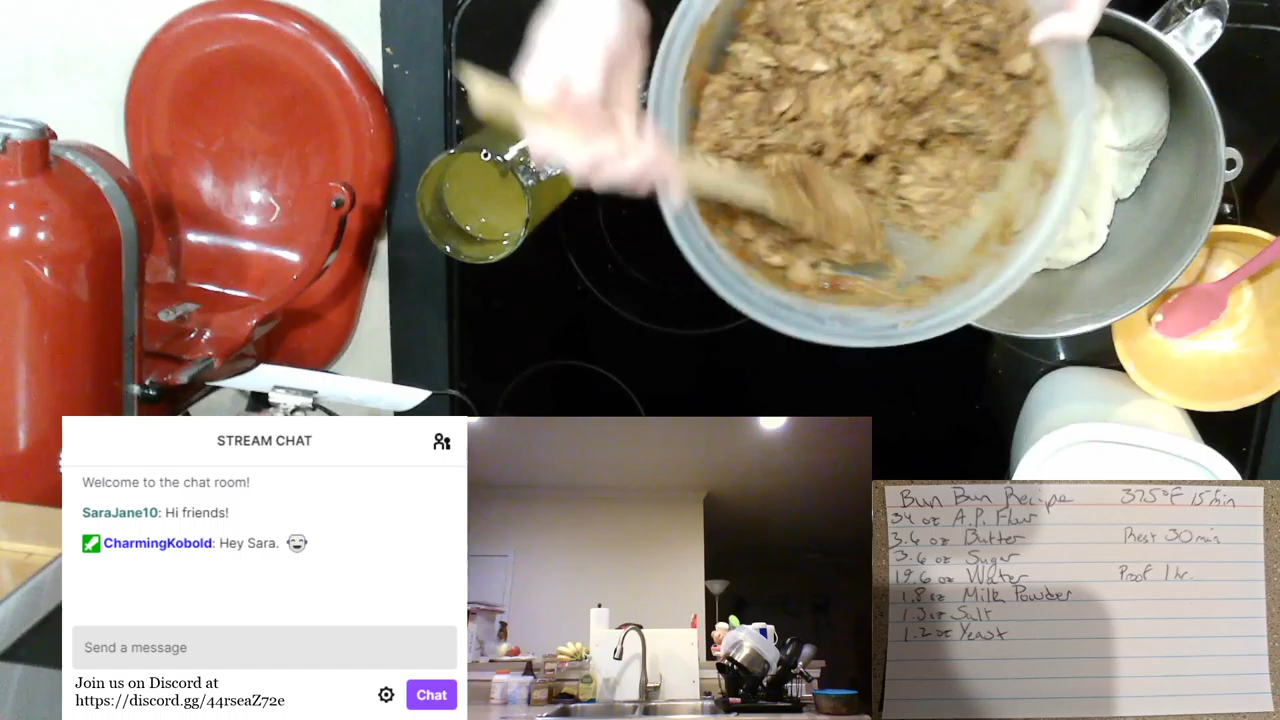 STREAM CHAT
Welcome to the chat room!
SaraJane10: Hi friends!
CharmingKobold: Hey Sara.
Send a message
Join us on Discord at
https://discord.gg/44rseaZ72e
Chat
Bun Bun Recipe 375°F 15 min
34 oz A.P. Flour
3.6 oz Butter Rest 30 min
3.6 oz Sugar
19.6 oz Water Proof 1 hr.
1.8 oz Milk Powder
1.3 oz Salt
1.2 oz Yeast